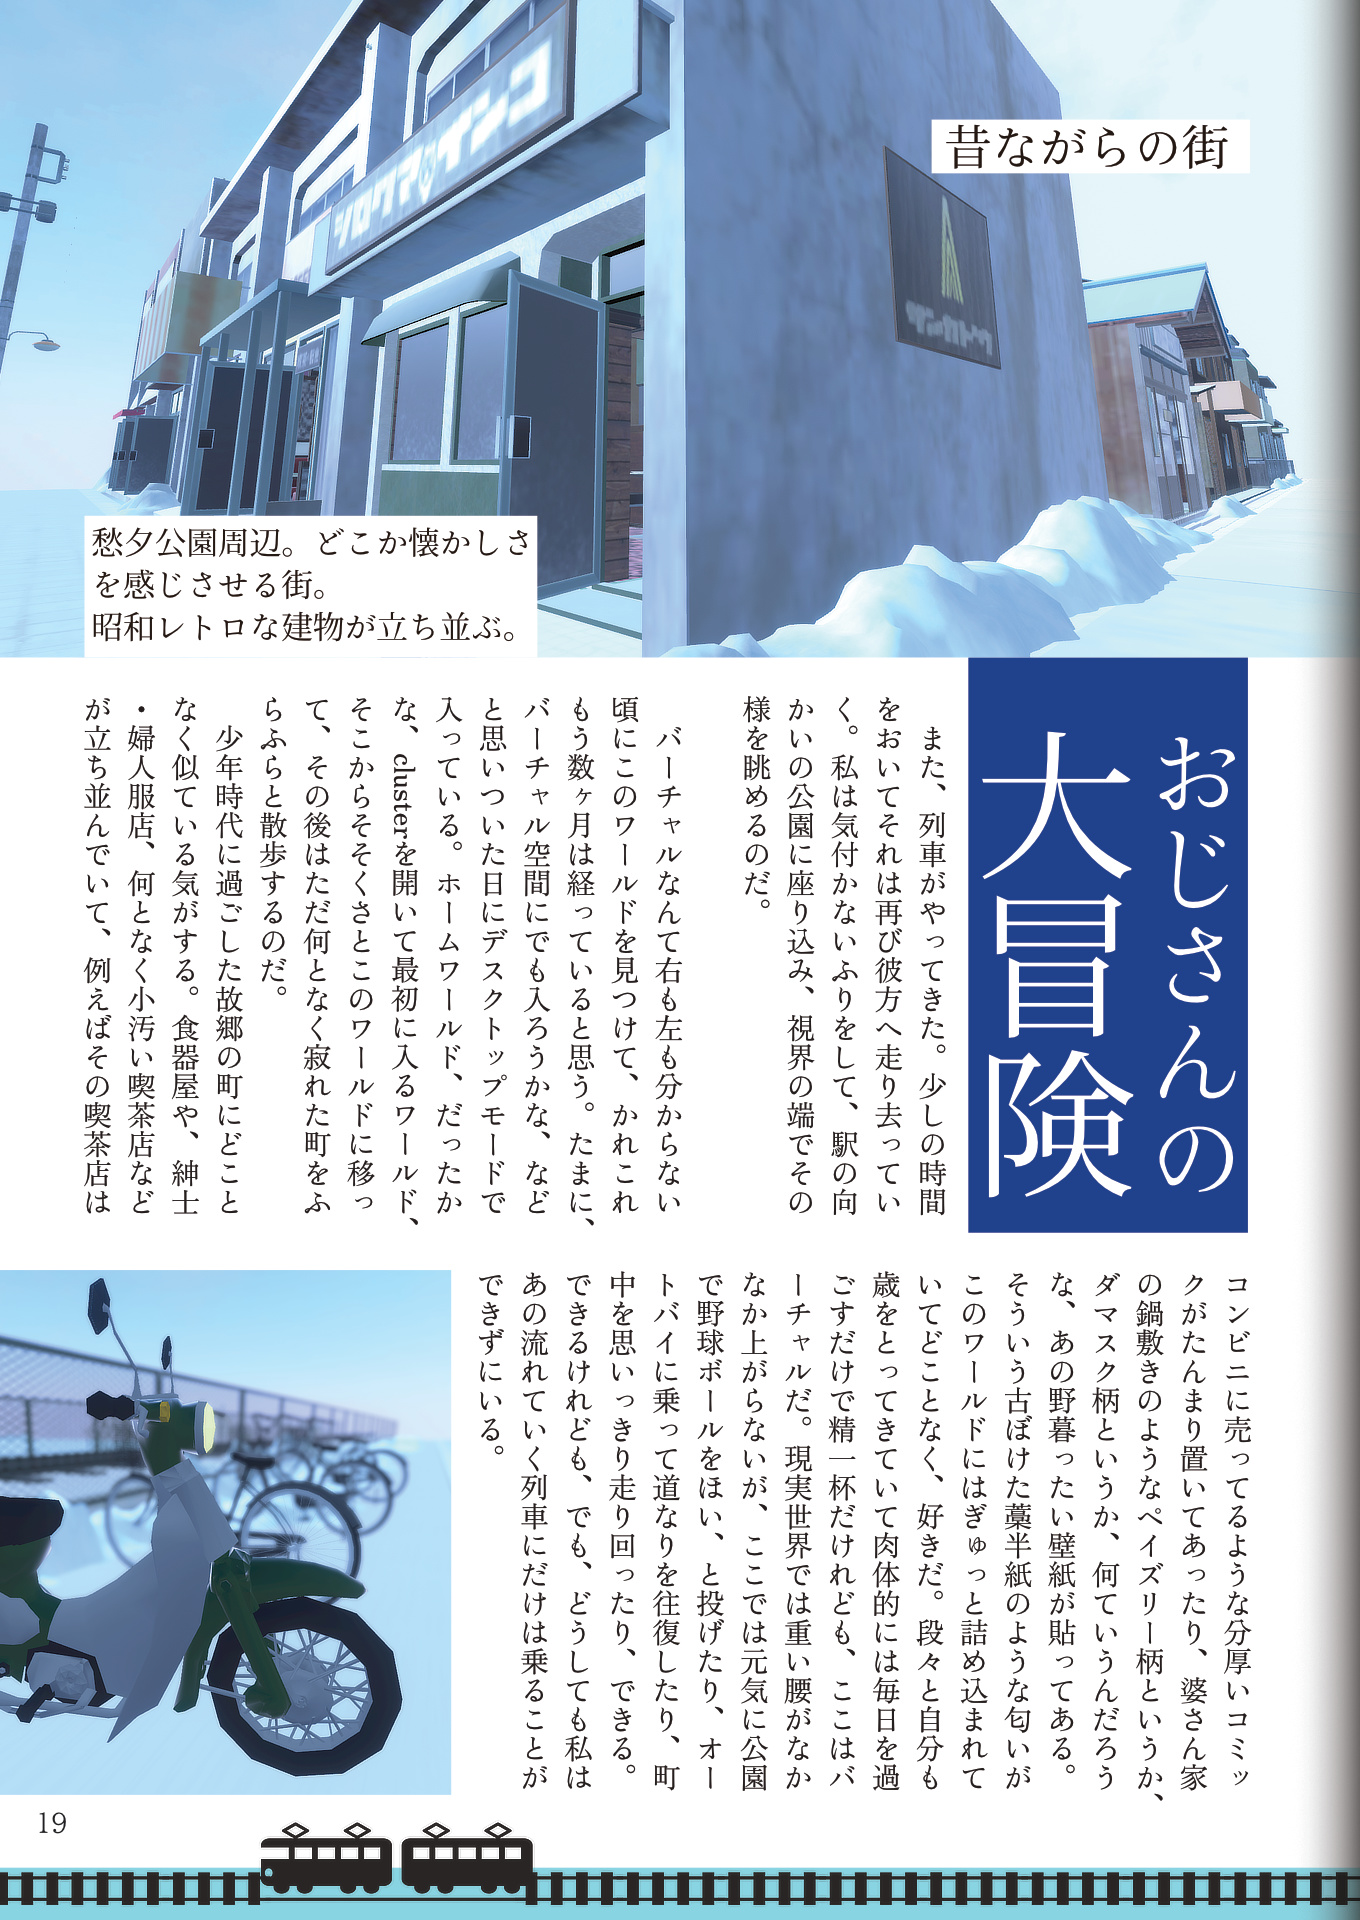 昔ながらの街
シロクマ
インコ
愁夕公園周辺。どこか懐かしさ
を感じさせる街。
昭和レトロな建物が立ち並ぶ。
おじさんの
大冒険
また、列車がやってきた。少しの時間
をおいてそれは再び彼方へ走り去ってい
く。私は気付かないふりをして、駅の向
かいの公園に座り込み、視界の端でその
様を眺めるのだ。
バーチャルなんて右も左も分からない
頃にこのワールドを見つけて、かれこれ
もう数ヶ月は経っていると思う。たまに、
バーチャル空間にでも入ろうかな、など
と思いついた日にデスクトップモードで
入っている。ホームワールド、だったか
な、clusterを開いて最初に入るワールド、
そこからそそくさとこのワールドに移っ
て、その後はただ何となく寂れた町をふ
らふらと散歩するのだ。
少年時代に過ごした故郷の町にどこと
なく似ている気がする。食器屋や、紳士
・婦人服店、何となく小汚い喫茶店など
が立ち並んでいて、例えばその喫茶店は
コンビニに売ってるような分厚いコミッ
クがたんまり置いてあったり、婆さん家
の鍋敷きのようなペイズリー柄というか、
ダマスク柄というか、何ていうんだろう
な、あの野暮ったい壁紙が貼ってある。
そういう古ぼけた藁半紙のような匂いが
このワールドにはぎゅっと詰め込まれて
いてどことなく、好きだ。段々と自分も
歳をとってきていて肉体的には毎日を過
ごすだけで精一杯だけれども、ここはバ
ーチャルだ。現実世界では重い腰がなか
なか上がらないが、ここでは元気に公園
で野球ボールをほい、と投げたり、オー
トバイに乗って道なりを往復したり、町
中を思いっきり走り回ったり、できる。
できるけれども、でも、どうしても私は
あの流れていく列車にだけは乗ることが
できずにいる。
19